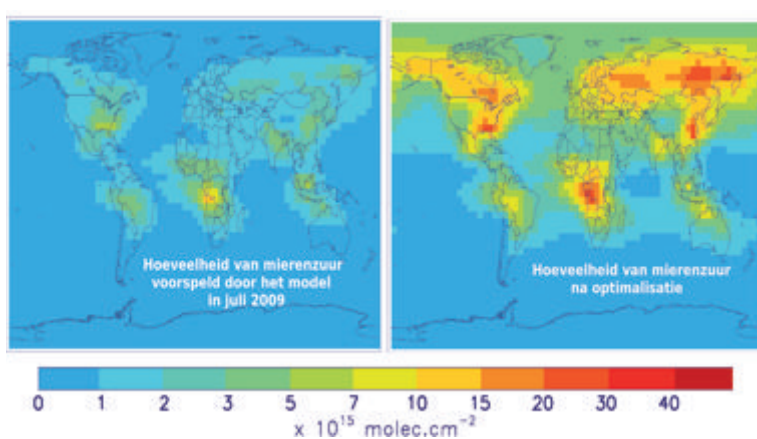 Hoeveelheid van mierenzuur
voorspeld door het model
in juli 2009
Hoeveelheid van mierenzuur
na optimalisatie
0 1 2 3 5 7 10 15 20 30 40
x 10¹⁵ molec.cm⁻²